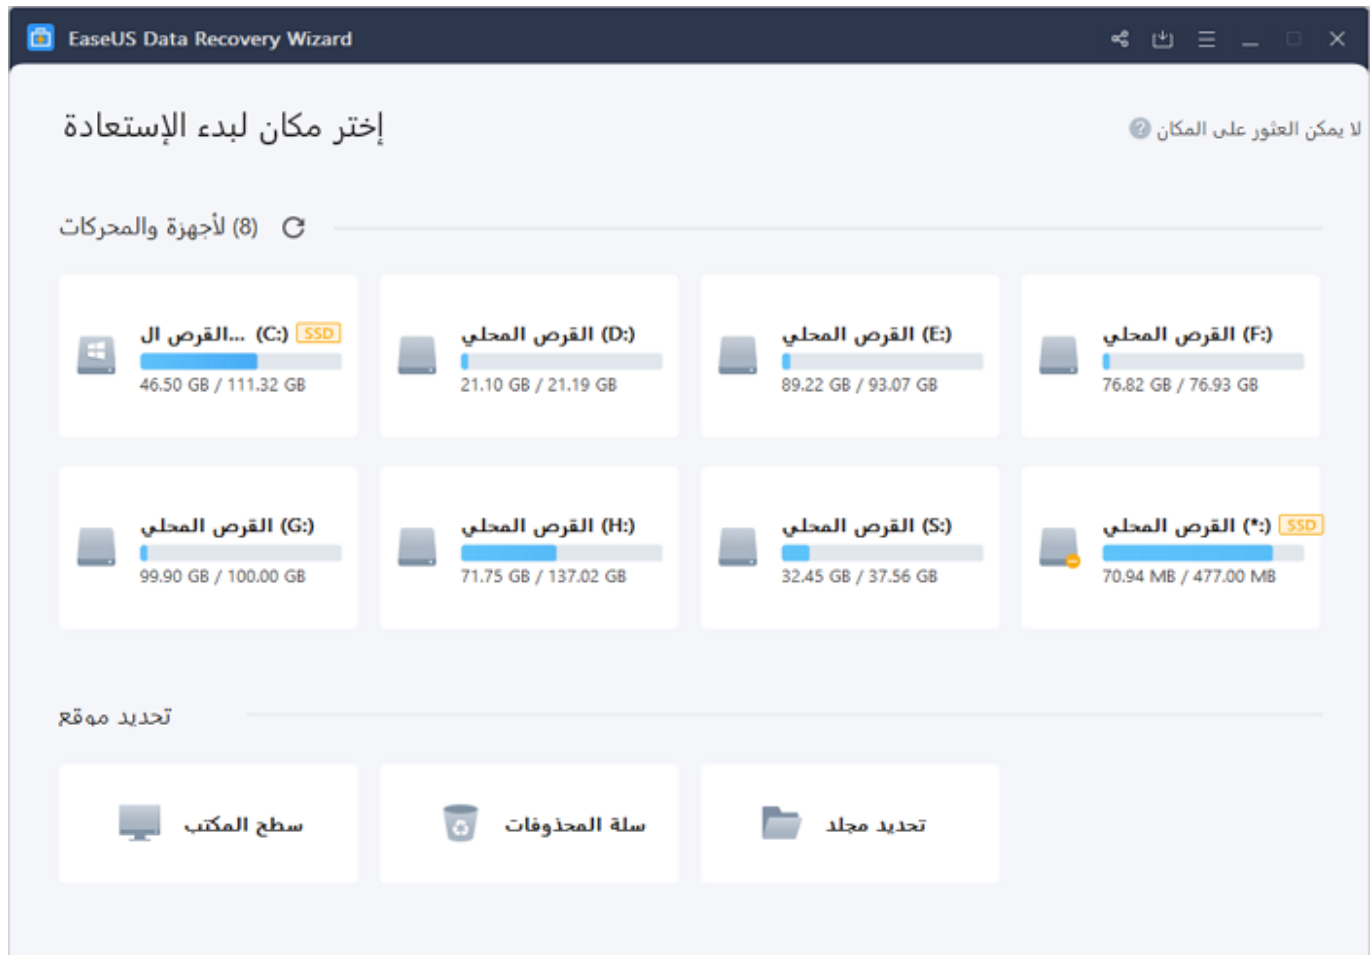 EaseUS Data Recovery Wizard
إختر مكان لبدء الإستعادة
لا يمكن العثور على المكان
لأجهزة والمحركات (8)
القرص ال... (C:) SSD
46.50 GB / 111.32 GB
القرص المحلي (D:)
21.10 GB / 21.19 GB
القرص المحلي (E:)
89.22 GB / 93.07 GB
القرص المحلي (F:)
76.82 GB / 76.93 GB
القرص المحلي (G:)
99.90 GB / 100.00 GB
القرص المحلي (H:)
71.75 GB / 137.02 GB
القرص المحلي (S:)
32.45 GB / 37.56 GB
القرص المحلي (*:) SSD
70.94 MB / 477.00 MB
تحديد موقع
سطح المكتب
سلة المحذوفات
تحديد مجلد